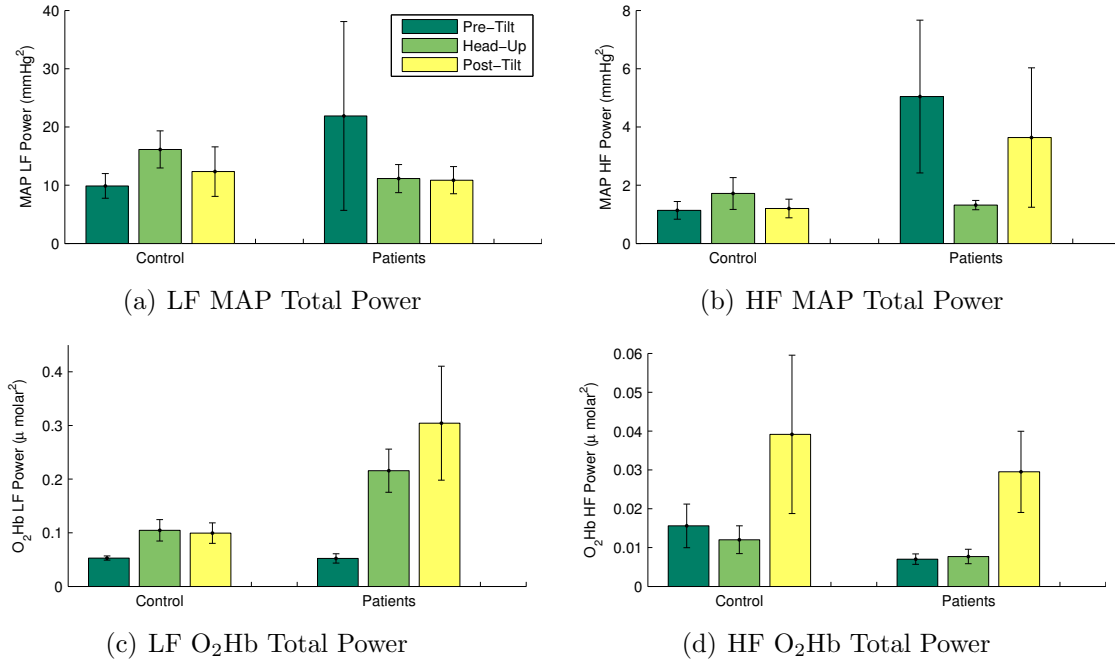 MAP LF Power (mmHg²)
40
30
20
10
0
Pre−Tilt
Head−Up
Post−Tilt
Control Patients
(a) LF MAP Total Power
MAP HF Power (mmHg²)
8
6
4
2
0
Control Patients
(b) HF MAP Total Power
O₂Hb LF Power (μ molar²)
0.4
0.3
0.2
0.1
0
Control Patients
(c) LF O₂Hb Total Power
O₂Hb HF Power (μ molar²)
0.06
0.05
0.04
0.03
0.02
0.01
0
Control Patients
(d) HF O₂Hb Total Power